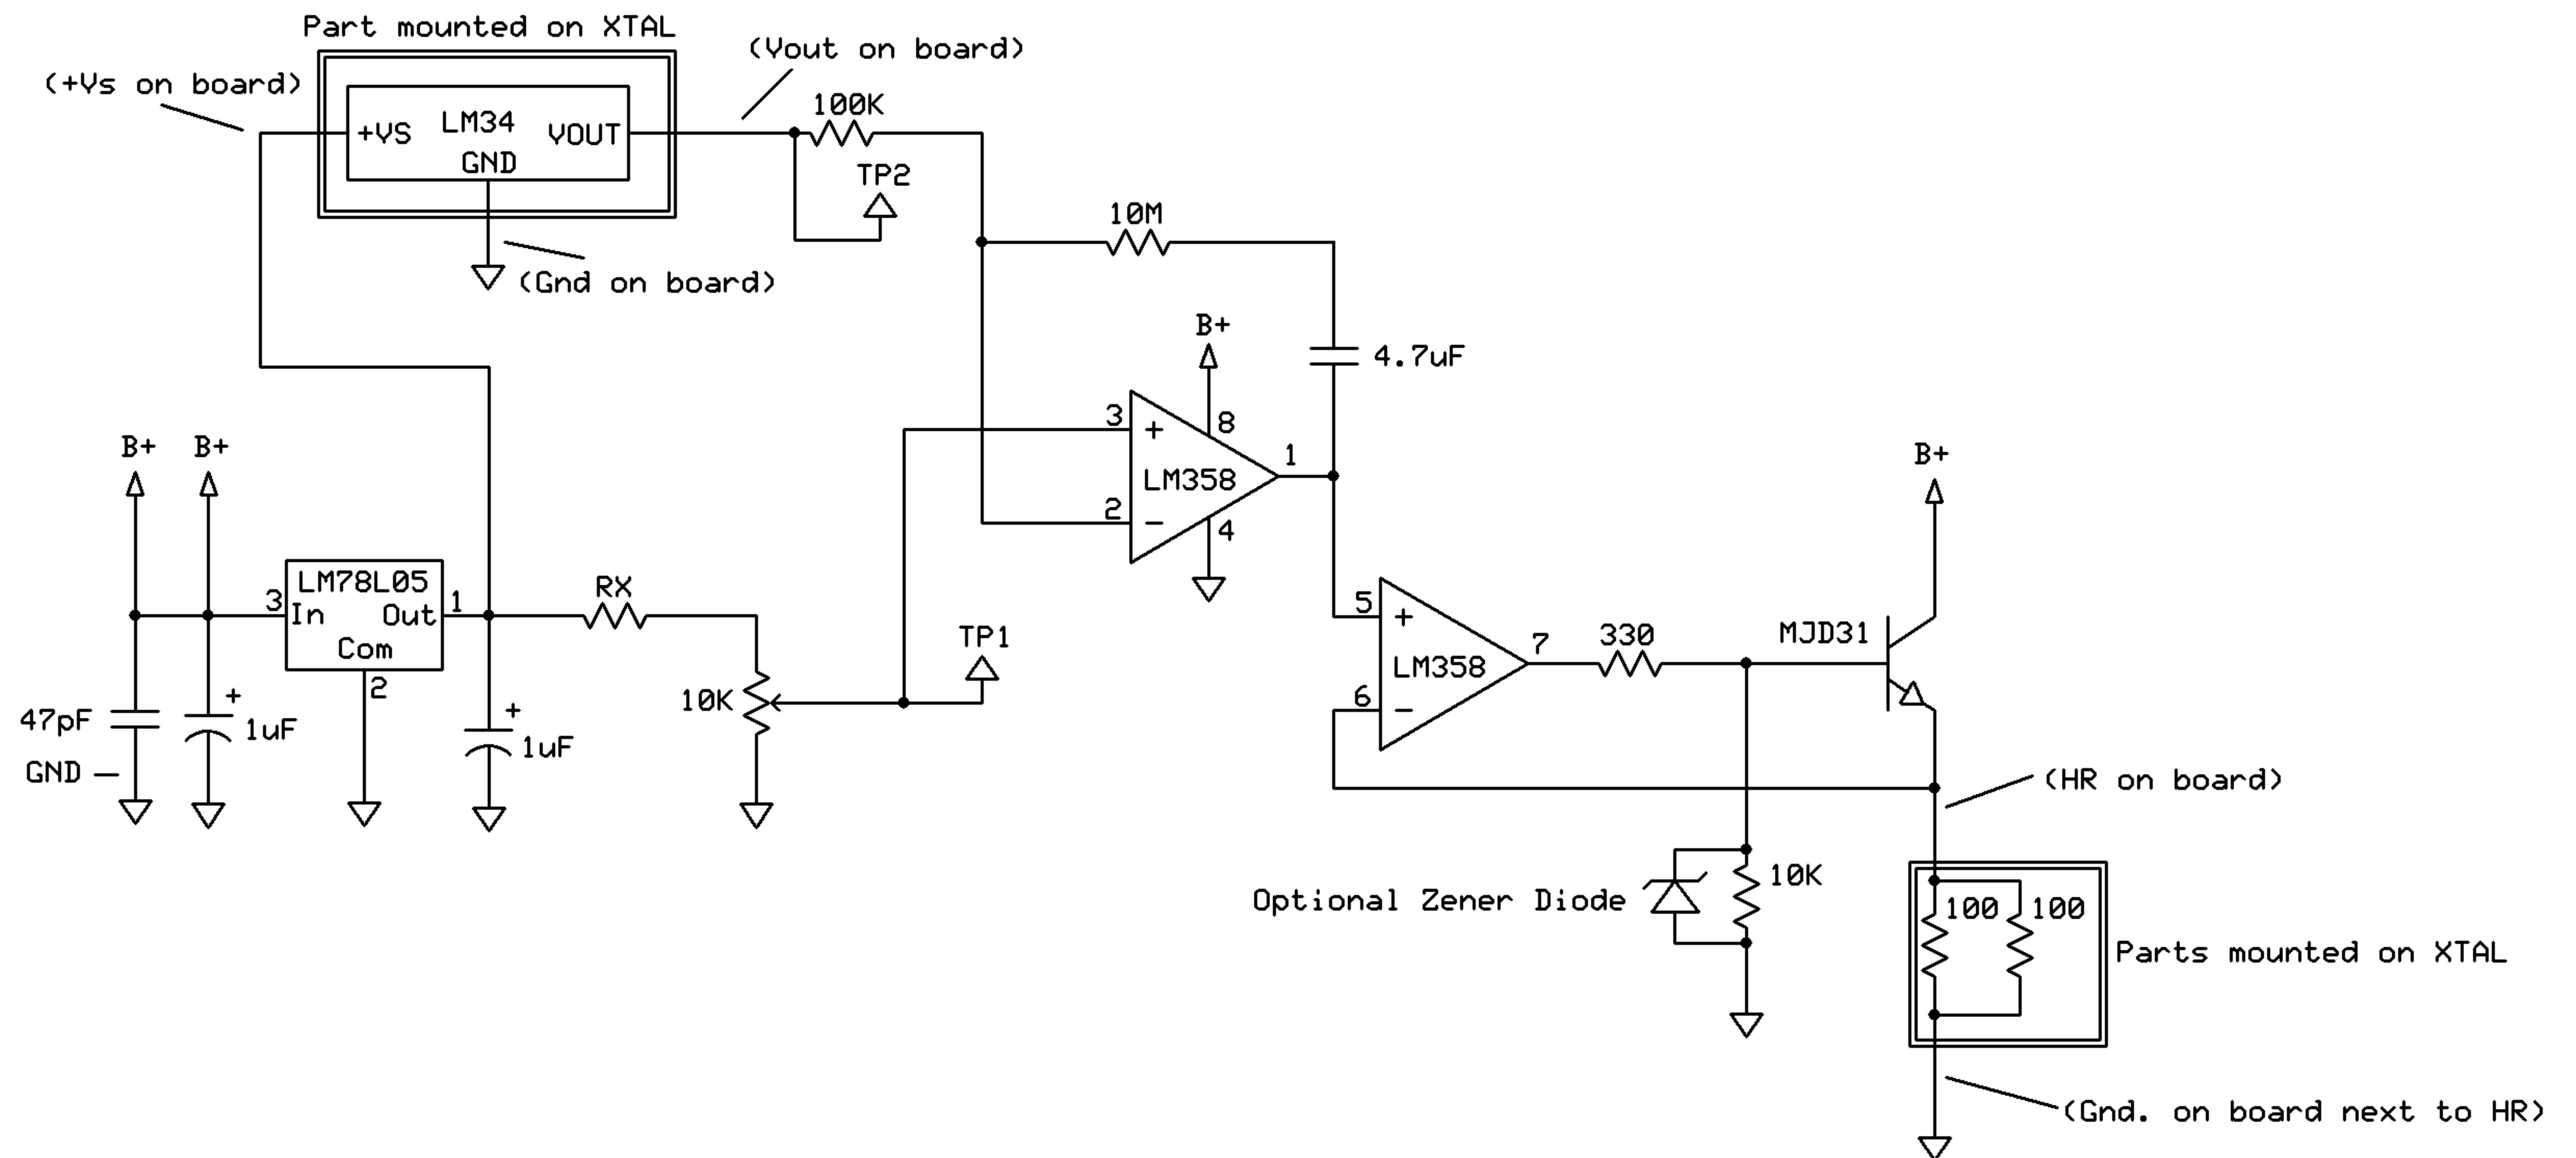 Part mounted on XTAL
(Vout on board)
(+Vs on board)
100K
+VS
LM34
VOUT
GND
TP2
10M
(Gnd on board)
B+
4.7uF
3
+
8
B+
B+
1
B+
LM358
2
−
4
LM78L05
3
In
Out
1
RX
5
+
Com
TP1
7
330
MJD31
LM358
2
+
+
10K
6
−
47pF
1uF
1uF
GND −
(HR on board)
10K
Optional Zener Diode
100
100
Parts mounted on XTAL
(Gnd. on board next to HR)